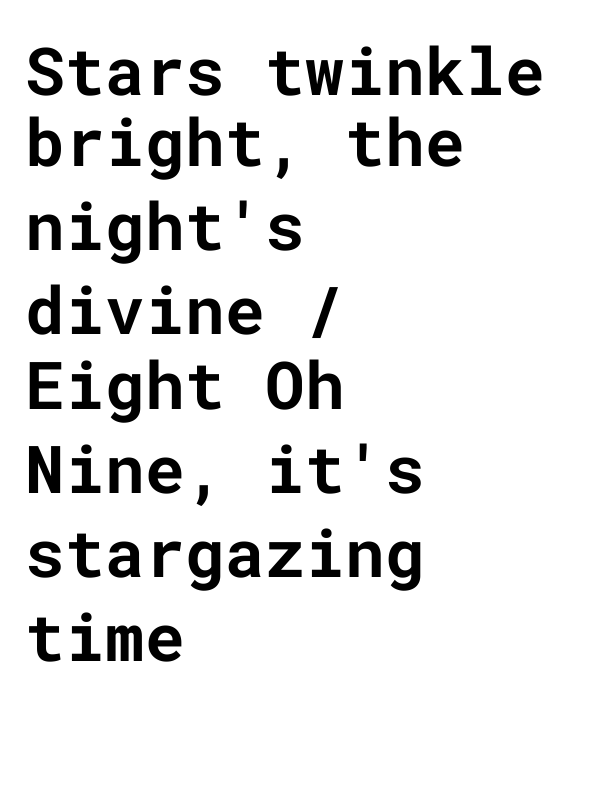 Stars twinkle
bright, the
night's
divine /
Eight Oh
Nine, it's
stargazing
time